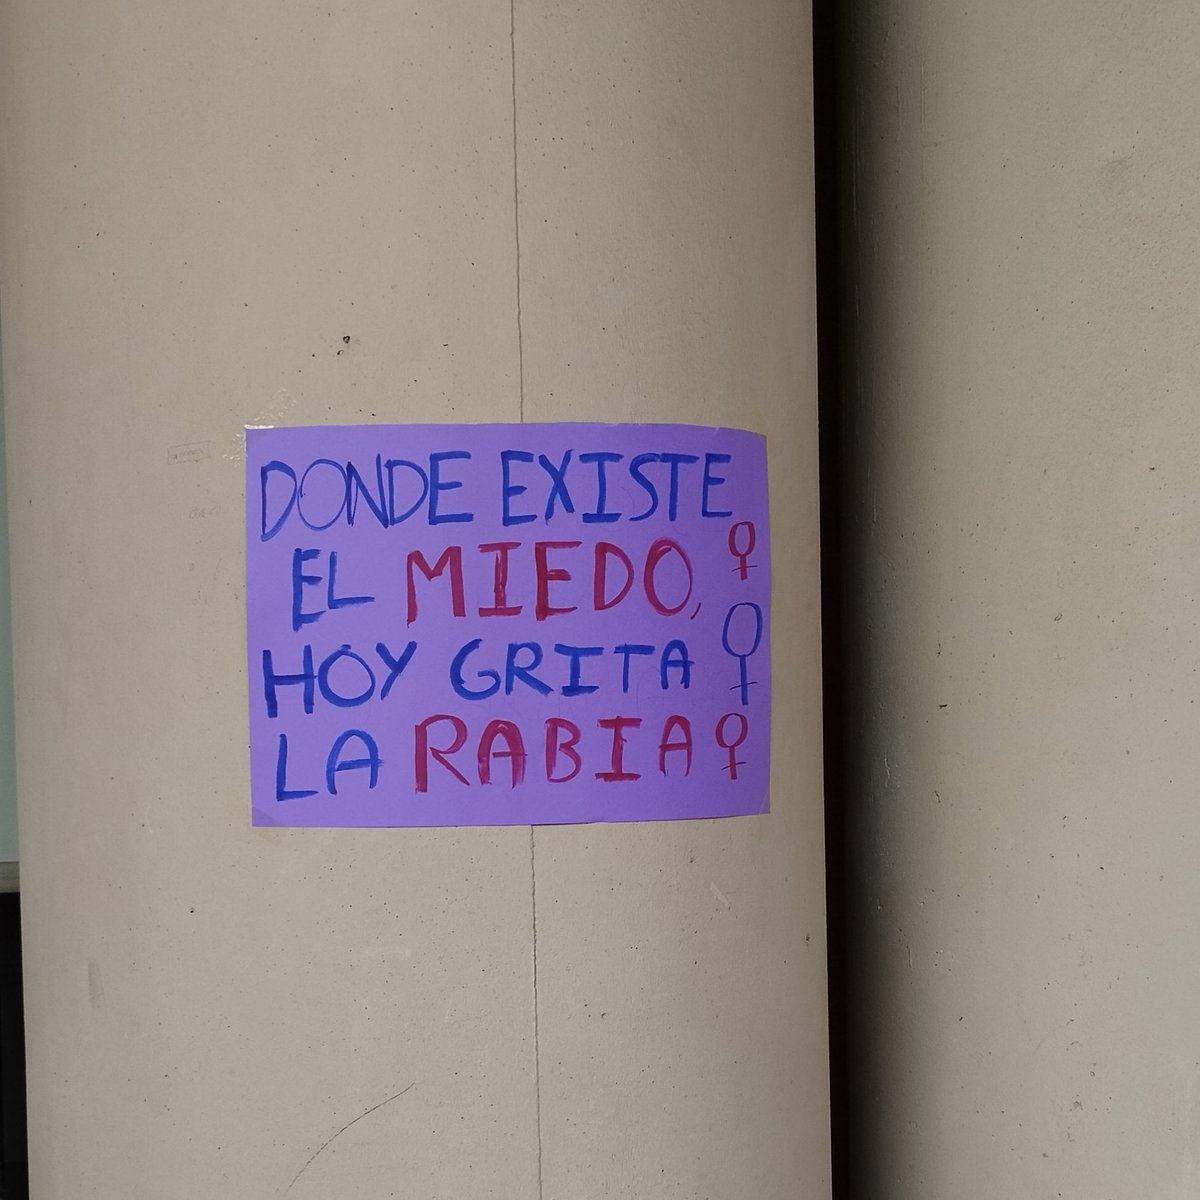 DONDE EXISTE
EL MIEDO,
HOY GRITA
LA RABIA